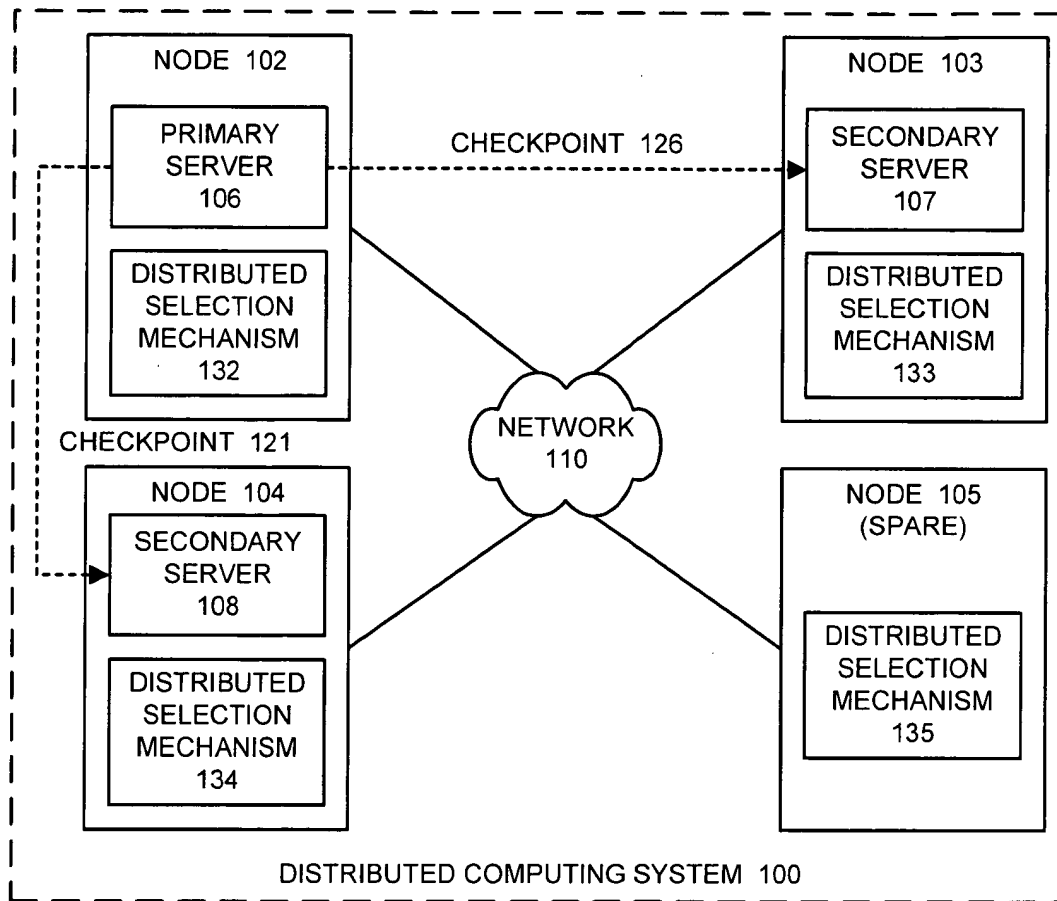 NODE 102
PRIMARY
SERVER
106
DISTRIBUTED
SELECTION
MECHANISM
132
CHECKPOINT 126
NODE 103
SECONDARY
SERVER
107
DISTRIBUTED
SELECTION
MECHANISM
133
NETWORK
110
CHECKPOINT 121
NODE 104
SECONDARY
SERVER
108
DISTRIBUTED
SELECTION
MECHANISM
134
NODE 105
(SPARE)
DISTRIBUTED
SELECTION
MECHANISM
135
DISTRIBUTED COMPUTING SYSTEM 100